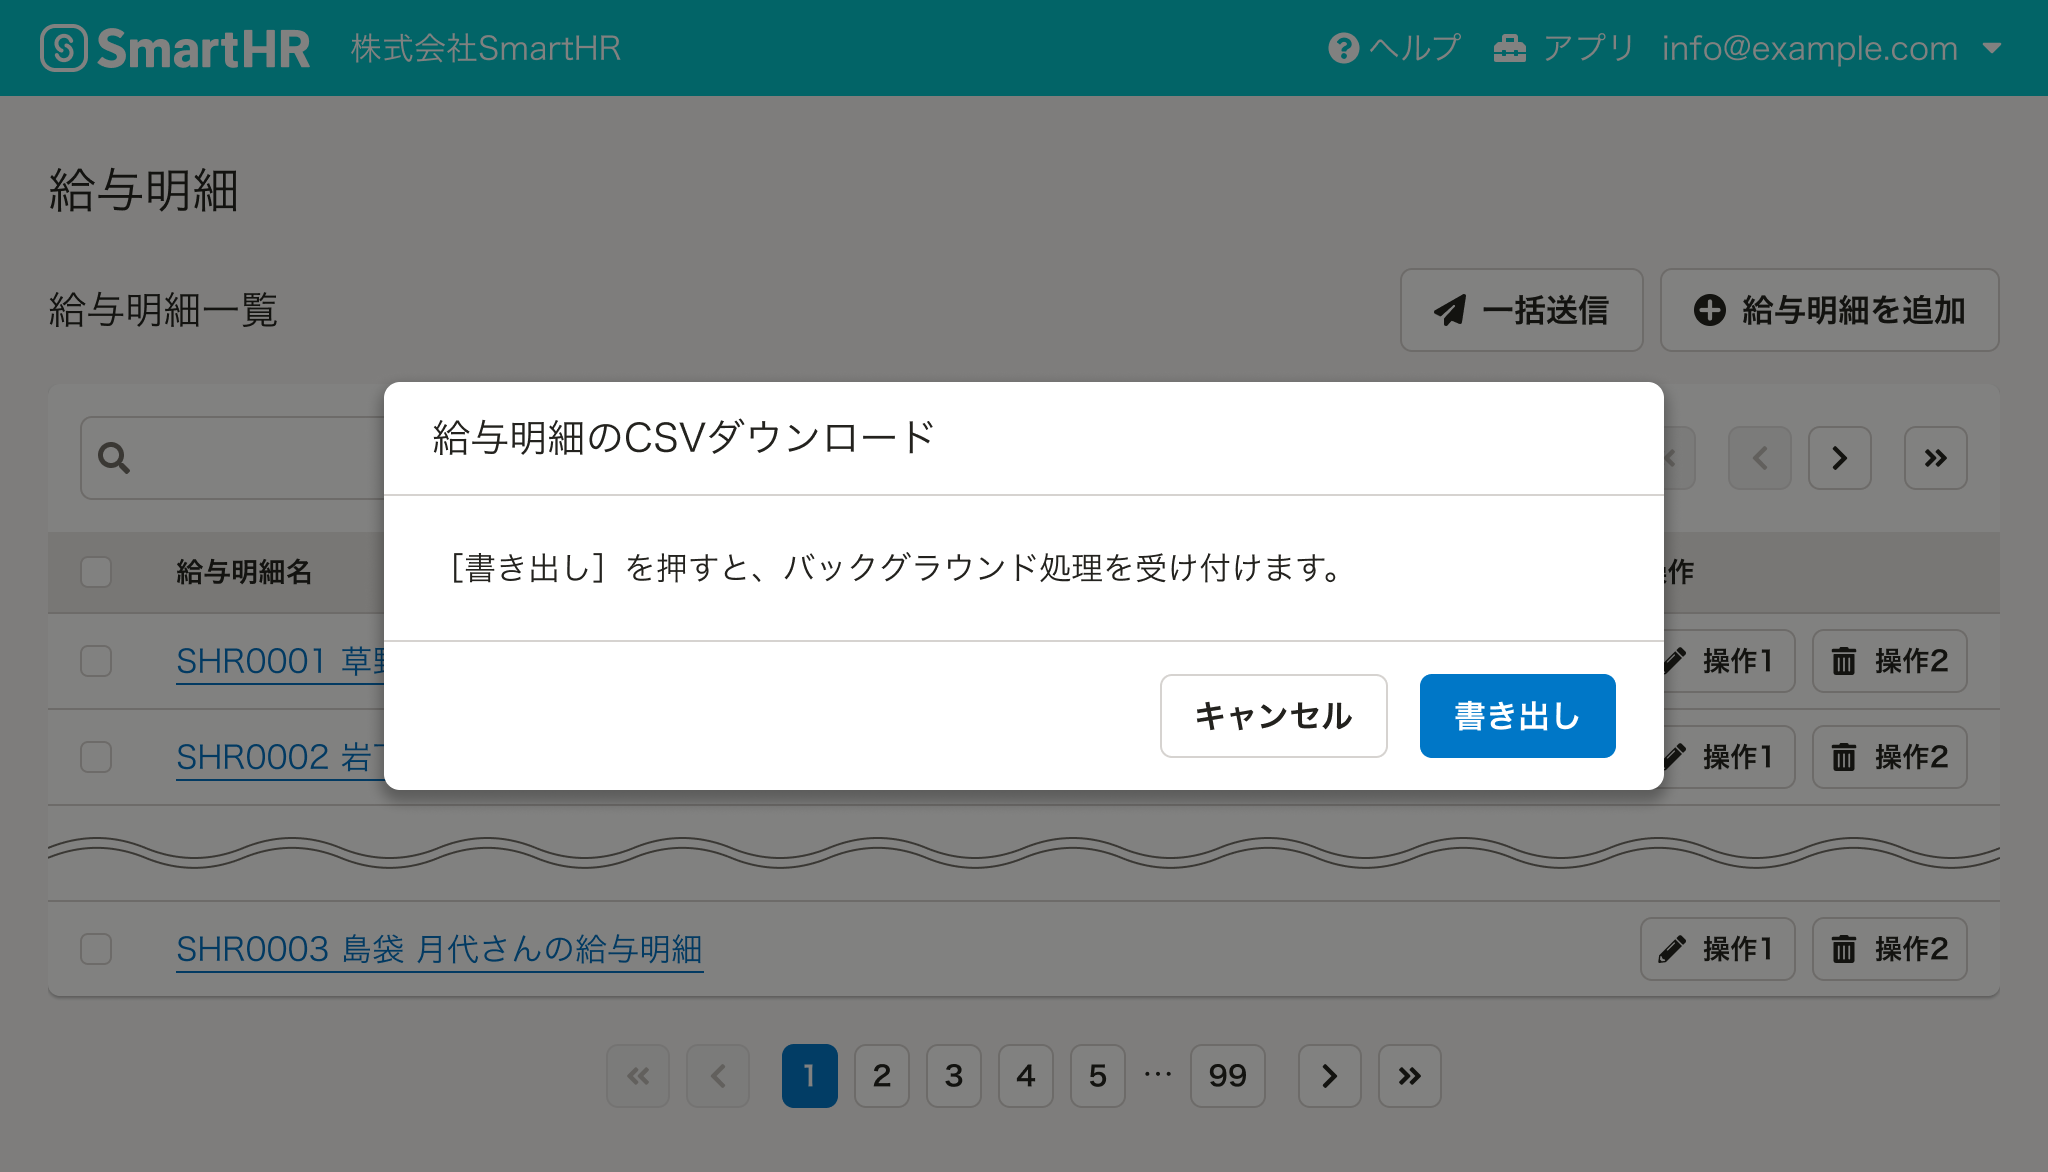 SmartHR 株式会社SmartHR ヘルプ アプリ info@example.com
給与明細
給与明細一覧 一括送信 給与明細を追加
給与明細のCSVダウンロード
［書き出し］を押すと、バックグラウンド処理を受け付けます。
キャンセル 書き出し
給与明細名 作
SHR0001 草 操作1 操作2
SHR0002 岩 操作1 操作2
SHR0003 島袋 月代さんの給与明細 操作1 操作2
1 2 3 4 5 … 99